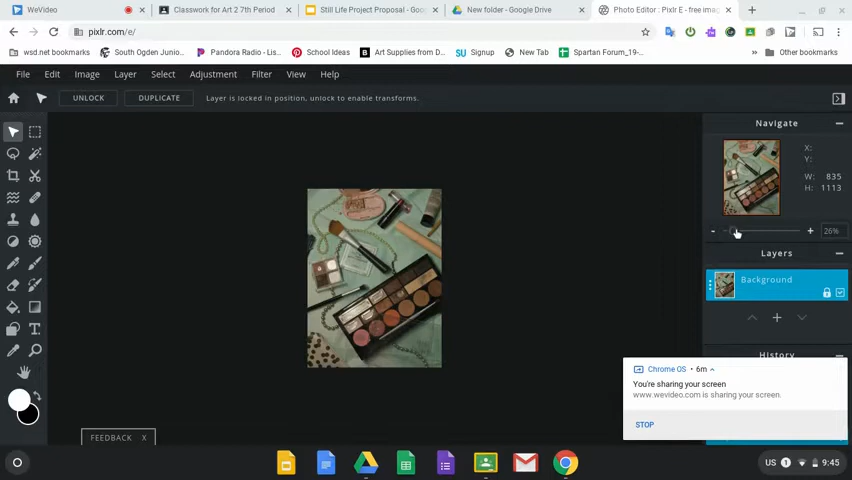 WeVideo
Classwork for Art 2 7th Period
Still Life Project Proposal - Goo
New folder - Google Drive
Photo Editor : Pixlr E - free imag
pixlr.com/e/
wsd.net bookmarks
South Ogden Junio...
Pandora Radio - Lis...
School Ideas
Art Supplies from D...
Signup
New Tab
Spartan Forum_19-...
Other bookmarks
File Edit Image Layer Select Adjustment Filter View Help
UNLOCK DUPLICATE Layer is locked in position, unlock to enable transforms.
Navigate
X:
Y:
W: 835
H: 1113
- + 26%
Layers
Background
History
Chrome OS • 6m
You're sharing your screen
www.wevideo.com is sharing your screen.
STOP
FEEDBACK X
US 1 9:45